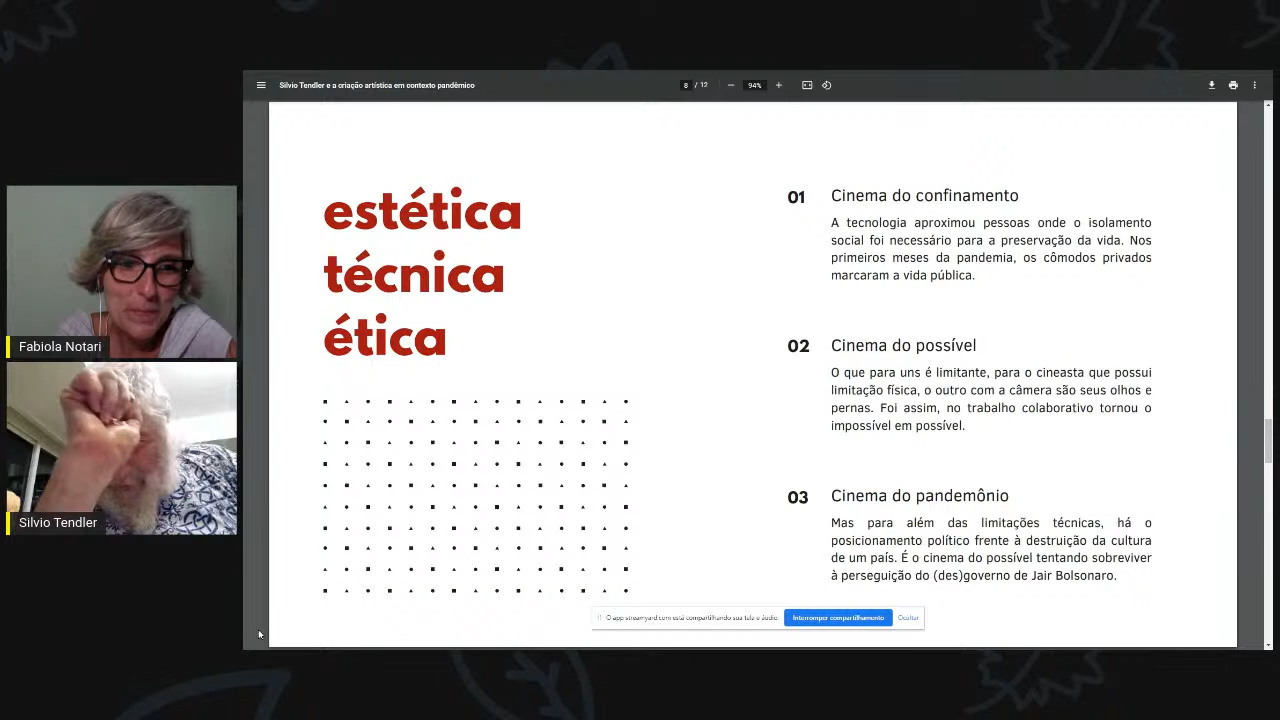 Silvio Tendler e a criação artística em contexto pandêmico
8 / 12
94%
estética
técnica
ética
01 Cinema do confinamento
A tecnologia aproximou pessoas onde o isolamento
social foi necessário para a preservação da vida. Nos
primeiros meses da pandemia, os cômodos privados
marcaram a vida pública.
02 Cinema do possível
O que para uns é limitante, para o cineasta que possui
limitação física, o outro com a câmera são seus olhos e
pernas. Foi assim, no trabalho colaborativo tornou o
impossível em possível.
03 Cinema do pandemônio
Mas para além das limitações técnicas, há o
posicionamento político frente à destruição da cultura
de um país. É o cinema do possível tentando sobreviver
à perseguição do (des)governo de Jair Bolsonaro.
O app streamyard.com está compartilhando sua tela e áudio.
Interromper compartilhamento
Ocultar
Fabiola Notari
Silvio Tendler